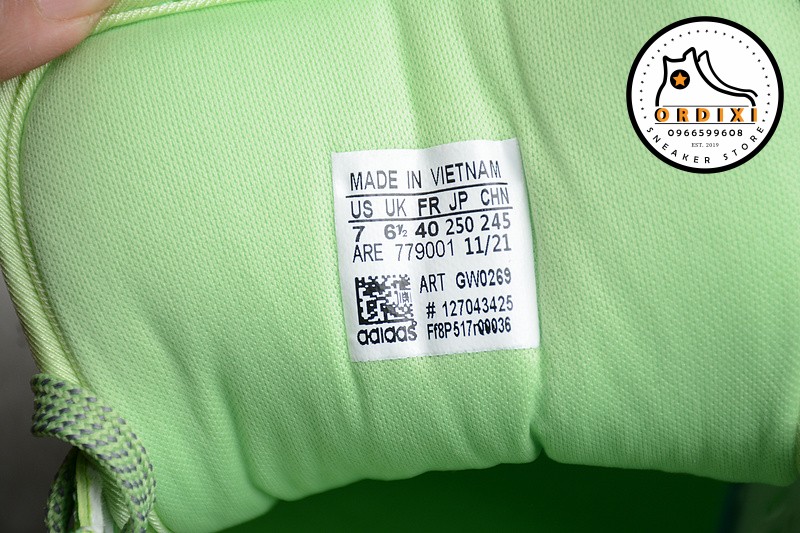 ORDIXI
0966599608
EST. 2019
SNEAKER STORE
MADE IN VIETNAM
US UK FR JP CHN
7 6½ 40 250 245
ARE 779001 11/21
ART GW0269
# 127043425
adidas Ff8P517r00036